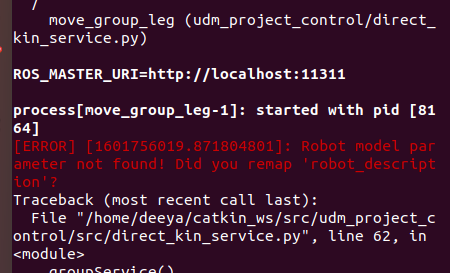 /
move_group_leg (udm_project_control/direct_
kin_service.py)
ROS_MASTER_URI=http://localhost:11311
process[move_group_leg-1]: started with pid [81
64]
[ERROR] [1601756019.871804801]: Robot model par
ameter not found! Did you remap 'robot_descript
ion'?
Traceback (most recent call last):
File "/home/deeya/catkin_ws/src/udm_project_c
ontrol/src/direct_kin_service.py", line 62, in
<module>
groupService()